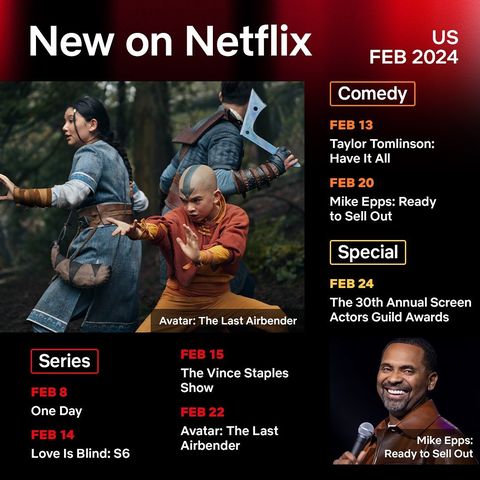 New on Netflix
US
FEB 2024
Avatar: The Last Airbender
Comedy
FEB 13
Taylor Tomlinson:
Have It All
FEB 20
Mike Epps: Ready
to Sell Out
Special
FEB 24
The 30th Annual Screen
Actors Guild Awards
Series
FEB 8
One Day
FEB 14
Love Is Blind: S6
FEB 15
The Vince Staples
Show
FEB 22
Avatar: The Last
Airbender
Mike Epps:
Ready to Sell Out